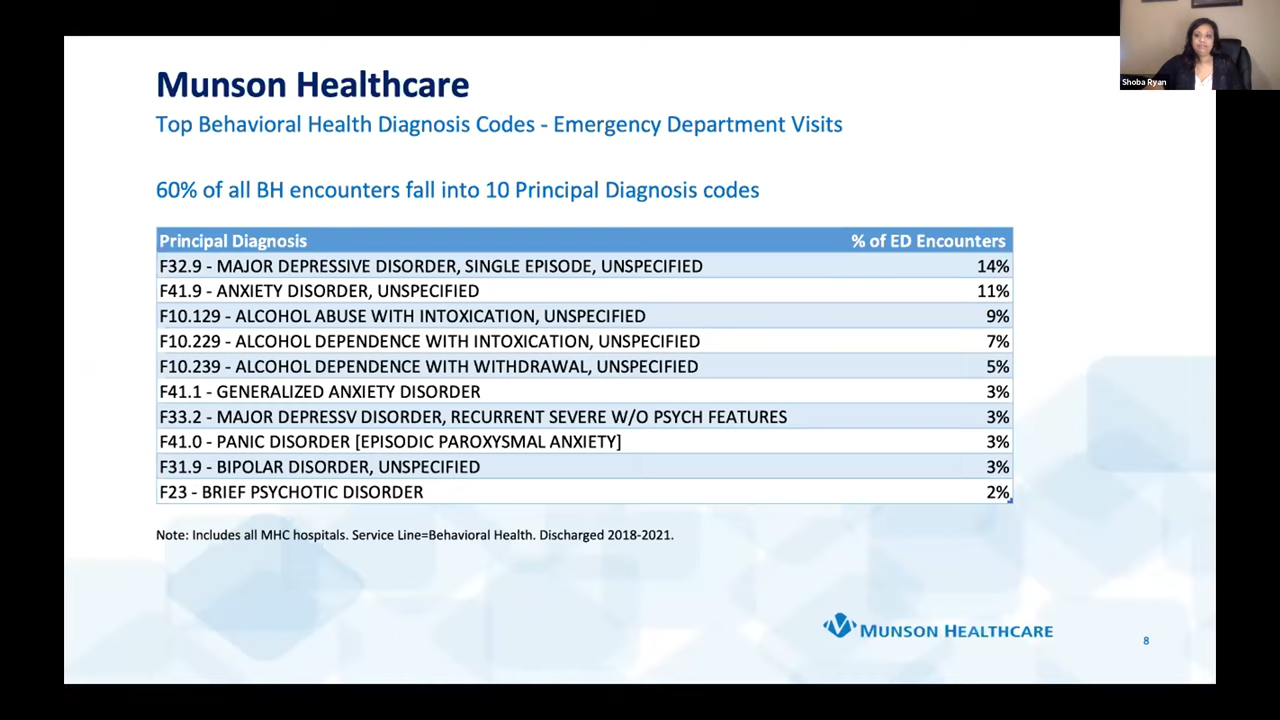 Shoba Ryan
Munson Healthcare
Top Behavioral Health Diagnosis Codes - Emergency Department Visits
60% of all BH encounters fall into 10 Principal Diagnosis codes
Principal Diagnosis % of ED Encounters
F32.9 - MAJOR DEPRESSIVE DISORDER, SINGLE EPISODE, UNSPECIFIED 14%
F41.9 - ANXIETY DISORDER, UNSPECIFIED 11%
F10.129 - ALCOHOL ABUSE WITH INTOXICATION, UNSPECIFIED 9%
F10.229 - ALCOHOL DEPENDENCE WITH INTOXICATION, UNSPECIFIED 7%
F10.239 - ALCOHOL DEPENDENCE WITH WITHDRAWAL, UNSPECIFIED 5%
F41.1 - GENERALIZED ANXIETY DISORDER 3%
F33.2 - MAJOR DEPRESSV DISORDER, RECURRENT SEVERE W/O PSYCH FEATURES 3%
F41.0 - PANIC DISORDER [EPISODIC PAROXYSMAL ANXIETY] 3%
F31.9 - BIPOLAR DISORDER, UNSPECIFIED 3%
F23 - BRIEF PSYCHOTIC DISORDER 2%
Note: Includes all MHC hospitals. Service Line=Behavioral Health. Discharged 2018-2021.
MUNSON HEALTHCARE
8